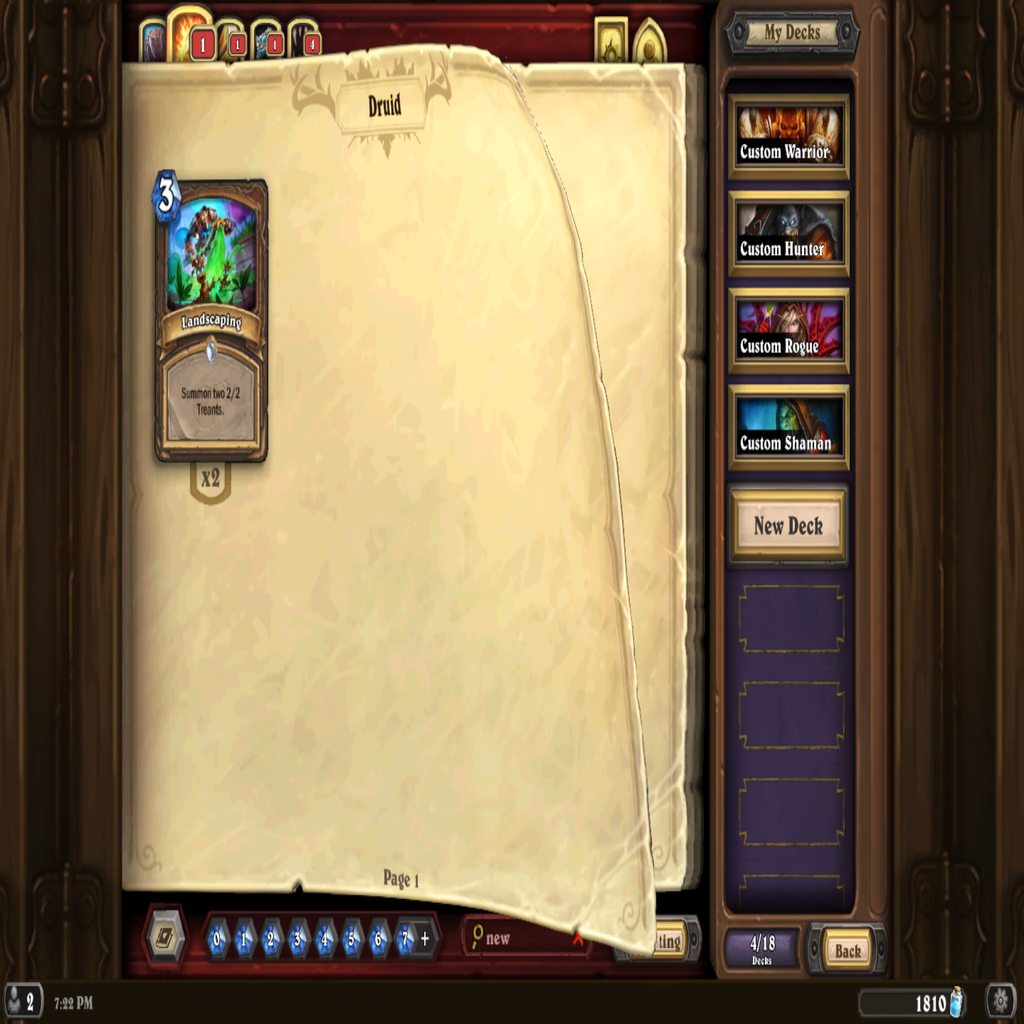 1
1
1
4
Druid
3
Landscaping
Summon two 2/2
Treants.
x2
Page 1
0 1 2 3 4 5 6 7 +
new
My Decks
Custom Warrior
Custom Hunter
Custom Rogue
Custom Shaman
New Deck
4/18
Decks
Back
2
7:22 PM
1810